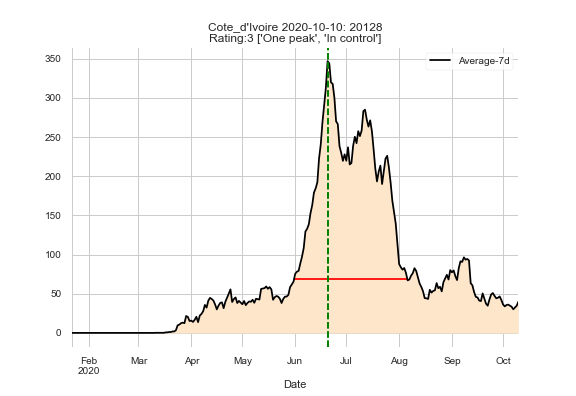 Cote_d'Ivoire 2020-10-10: 20128
Rating:3 ['One peak', 'In control']
Average-7d
350
300
250
200
150
100
50
0
Feb Mar Apr May Jun Jul Aug Sep Oct
2020
Date